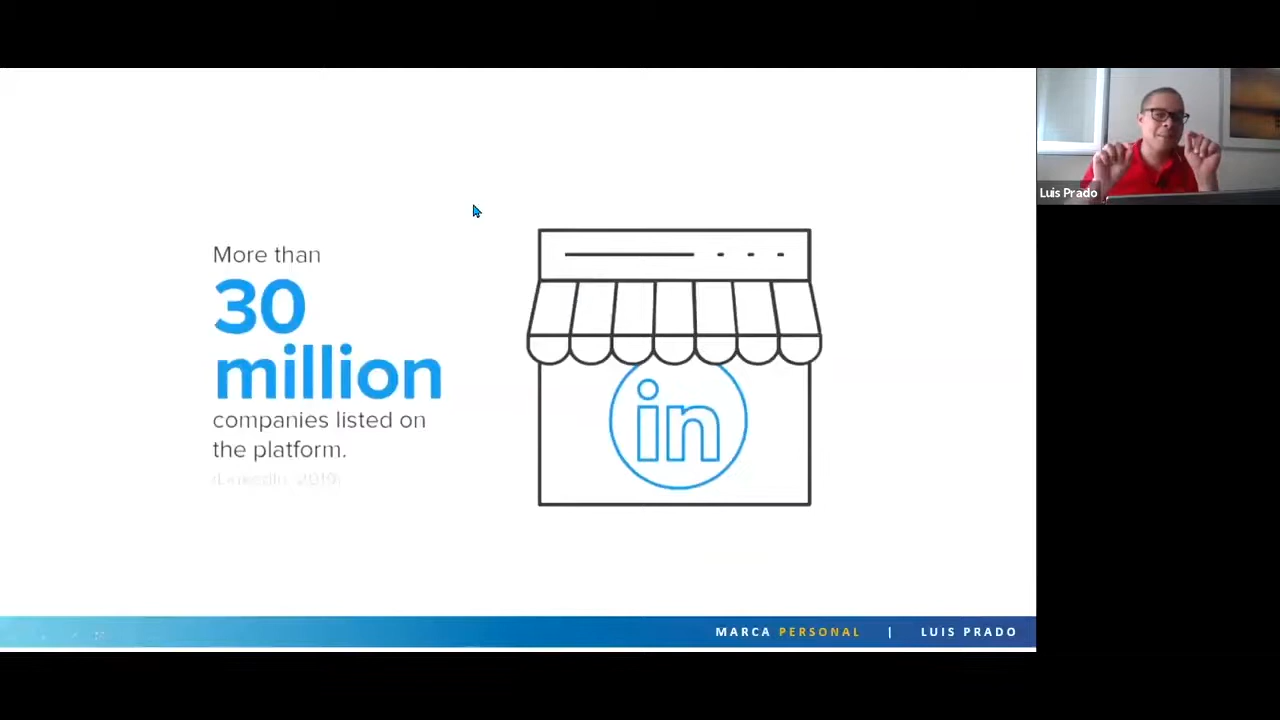 More than
30
million
companies listed on
the platform.
in
MARCA PERSONAL | LUIS PRADO
Luis Prado